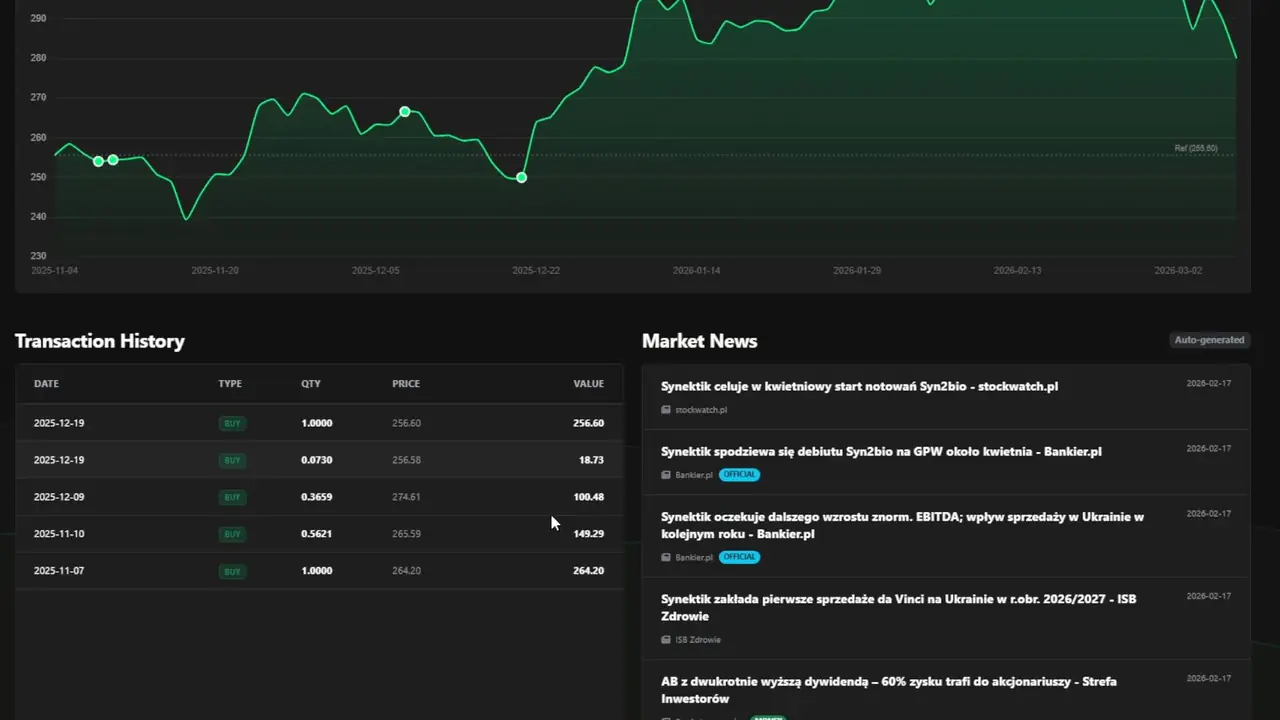 290
280
270
260
250
240
230
Ref (255.60)
2025-11-04 2025-11-20 2025-12-05 2025-12-22 2026-01-14 2026-01-29 2026-02-13 2026-03-02
Transaction History
DATE TYPE QTY PRICE VALUE
2025-12-19 BUY 1.0000 256.60 256.60
2025-12-19 BUY 0.0730 256.58 18.73
2025-12-09 BUY 0.3659 274.61 100.48
2025-11-10 BUY 0.5621 265.59 149.29
2025-11-07 BUY 1.0000 264.20 264.20
Market News
Auto-generated
Synektik celuje w kwietniowy start notowań Syn2bio - stockwatch.pl
2026-02-17
stockwatch.pl
Synektik spodziewa się debiutu Syn2bio na GPW około kwietnia - Bankier.pl
2026-02-17
Bankier.pl OFFICIAL
Synektik oczekuje dalszego wzrostu znorm. EBITDA; wpływ sprzedaży w Ukrainie w
kolejnym roku - Bankier.pl
2026-02-17
Bankier.pl OFFICIAL
Synektik zakłada pierwsze sprzedaże da Vinci na Ukrainie w r.obr. 2026/2027 - ISB
Zdrowie
2026-02-17
ISB Zdrowie
AB z dwukrotnie wyższą dywidendą – 60% zysku trafi do akcjonariuszy - Strefa
Inwestorów
2026-02-17